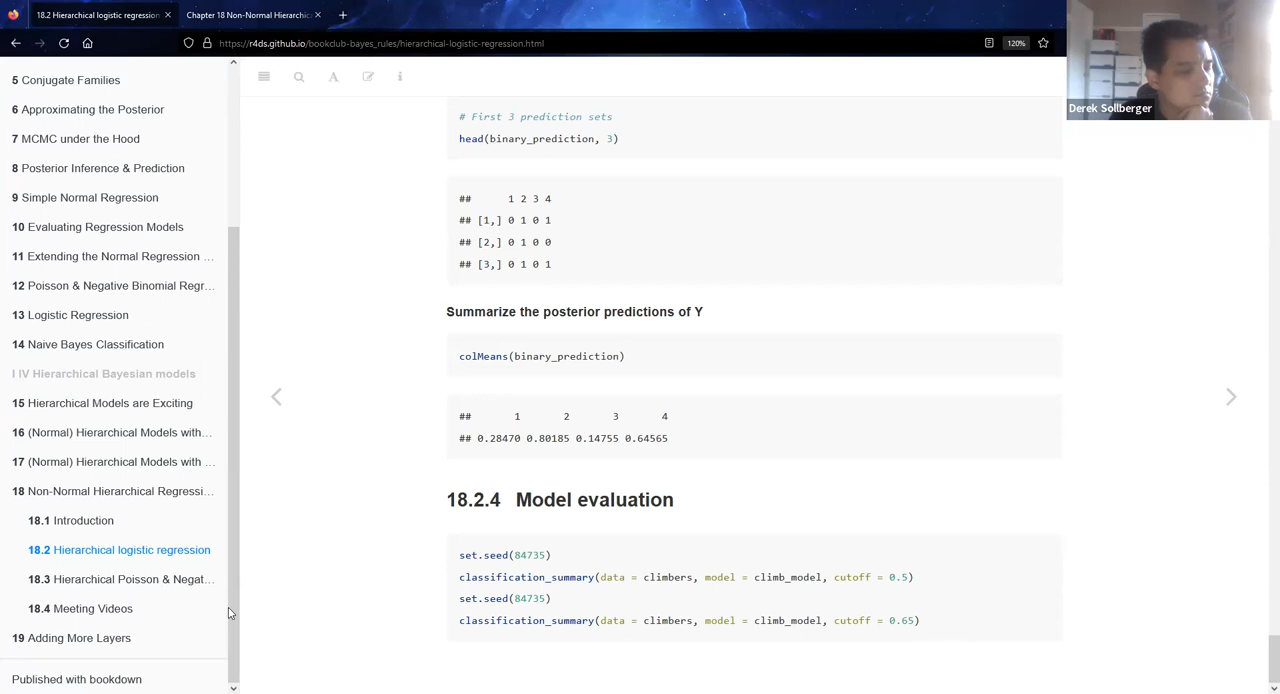 18.2 Hierarchical logistic regression
Chapter 18 Non-Normal Hierarchic
https://r4ds.github.io/bookclub-bayes_rules/hierarchical-logistic-regression.html
120%
Derek Sollberger
5 Conjugate Families
6 Approximating the Posterior
7 MCMC under the Hood
8 Posterior Inference & Prediction
9 Simple Normal Regression
10 Evaluating Regression Models
11 Extending the Normal Regression ...
12 Poisson & Negative Binomial Regr...
13 Logistic Regression
14 Naive Bayes Classification
I IV Hierarchical Bayesian models
15 Hierarchical Models are Exciting
16 (Normal) Hierarchical Models with...
17 (Normal) Hierarchical Models with ...
18 Non-Normal Hierarchical Regressi...
18.1 Introduction
18.2 Hierarchical logistic regression
18.3 Hierarchical Poisson & Negat...
18.4 Meeting Videos
19 Adding More Layers
Published with bookdown
# First 3 prediction sets
head(binary_prediction, 3)
## 1 2 3 4
## [1,] 0 1 0 1
## [2,] 0 1 0 0
## [3,] 0 1 0 1
Summarize the posterior predictions of Y
colMeans(binary_prediction)
## 1 2 3 4
## 0.28470 0.80185 0.14755 0.64565
18.2.4 Model evaluation
set.seed(84735)
classification_summary(data = climbers, model = climb_model, cutoff = 0.5)
set.seed(84735)
classification_summary(data = climbers, model = climb_model, cutoff = 0.65)